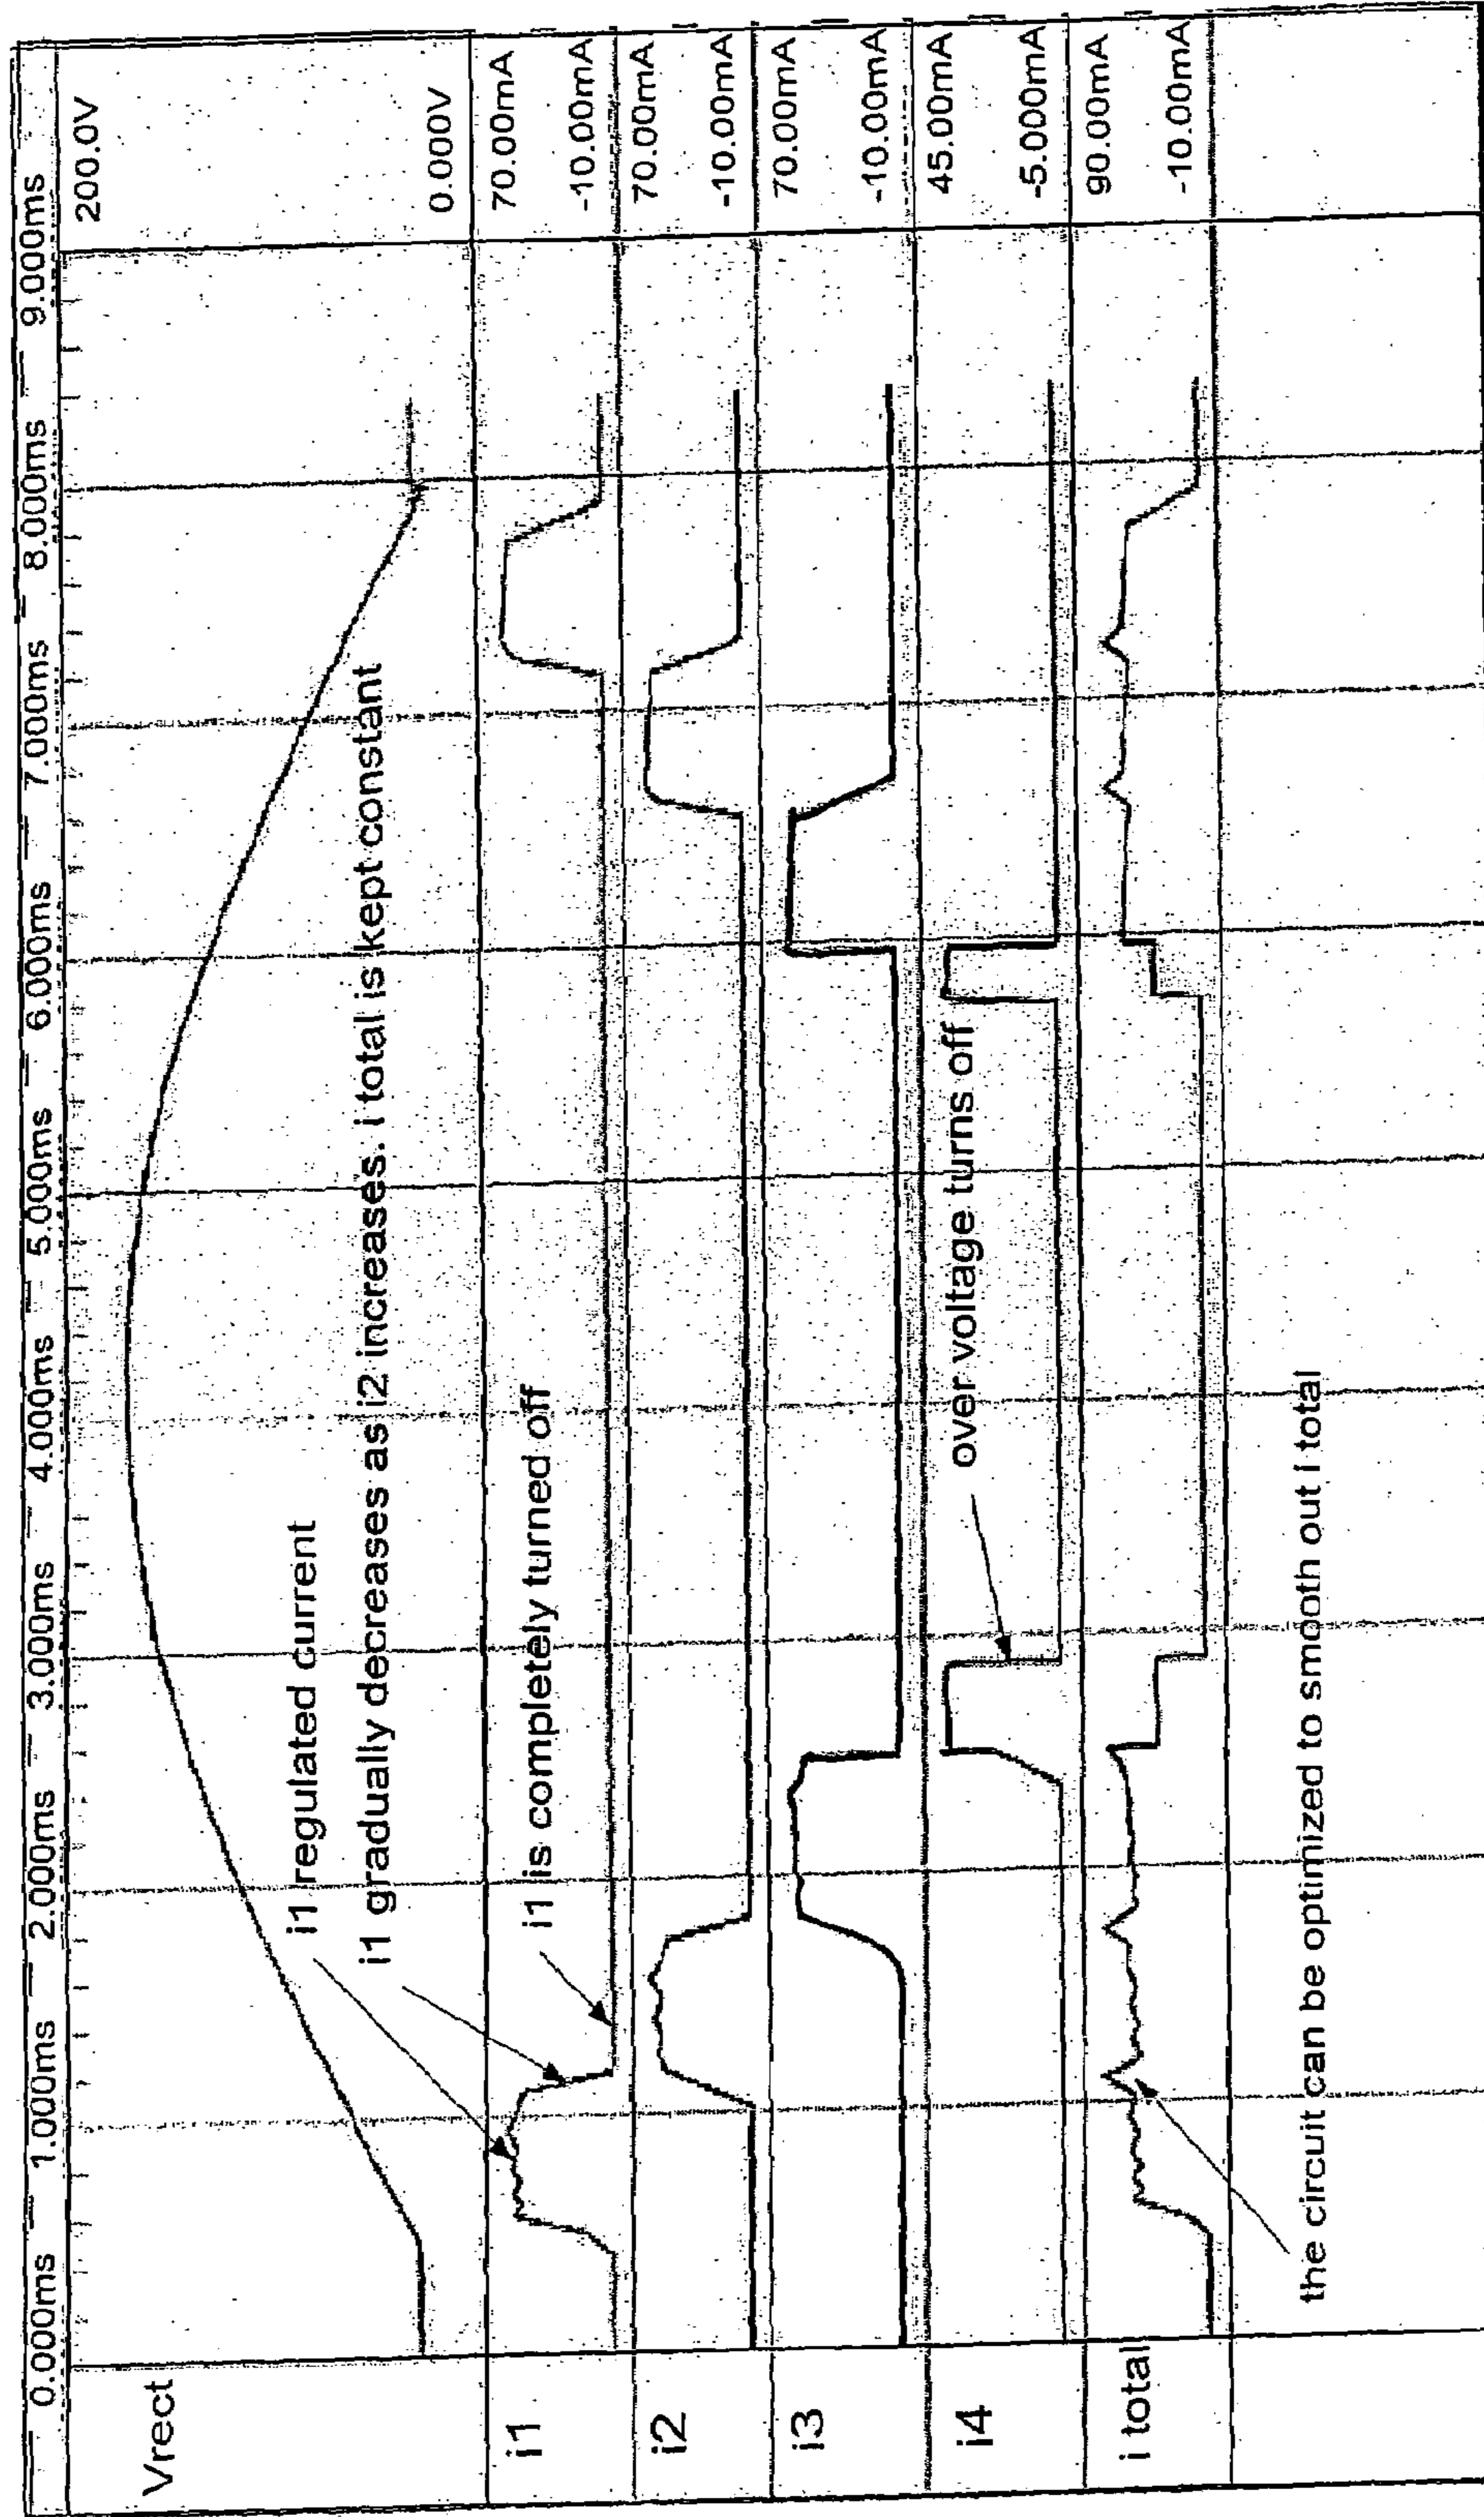 0.000ms 1.000ms 2.000ms 3.000ms 4.000ms 5.000ms 6.000ms 7.000ms 8.000ms 9.000ms
Vrect
200.0V
0.000V
i1 regulated current
i1 gradually decreases as i2 increases. i total is kept constant
i1
70.00mA
-10.00mA
i1 is completely turned off
i2
70.00mA
-10.00mA
i3
70.00mA
-10.00mA
i4
45.00mA
-5.000mA
over voltage turns off
i total
90.00mA
-10.00mA
the circuit can be optimized to smooth out i total